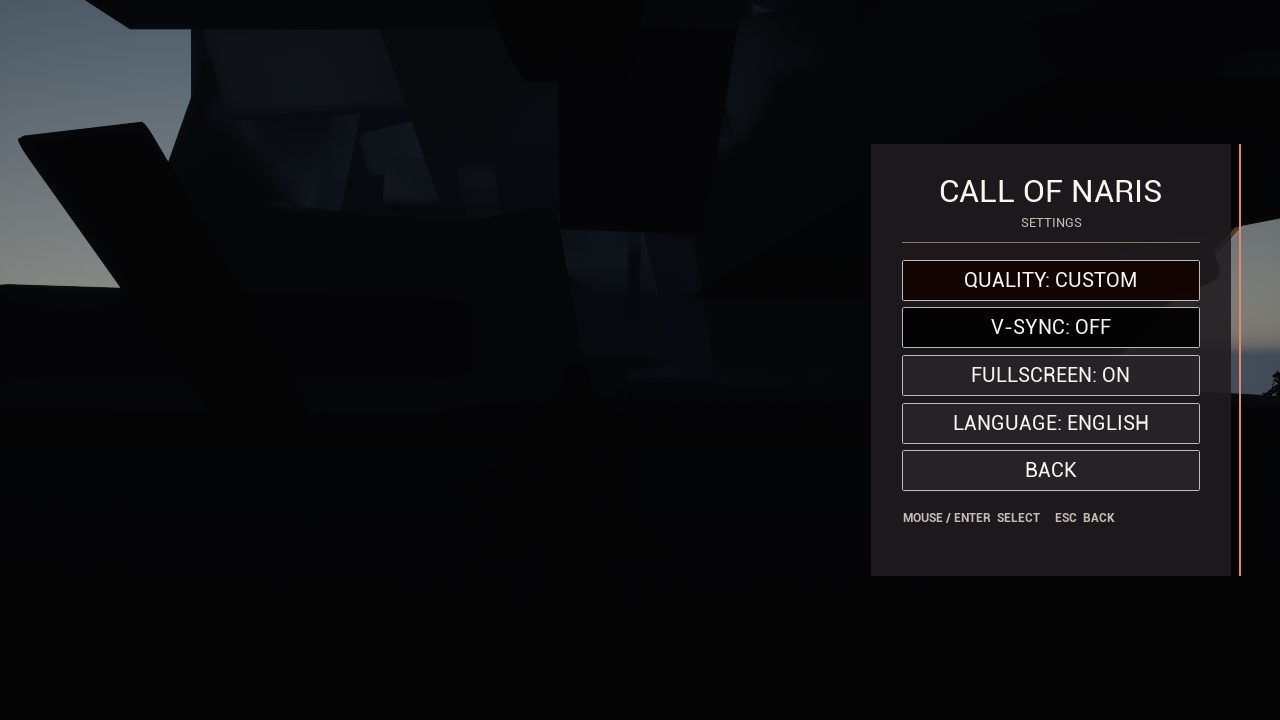 CALL OF NARIS
SETTINGS
QUALITY: CUSTOM
V-SYNC: OFF
FULLSCREEN: ON
LANGUAGE: ENGLISH
BACK
MOUSE / ENTER SELECT ESC BACK